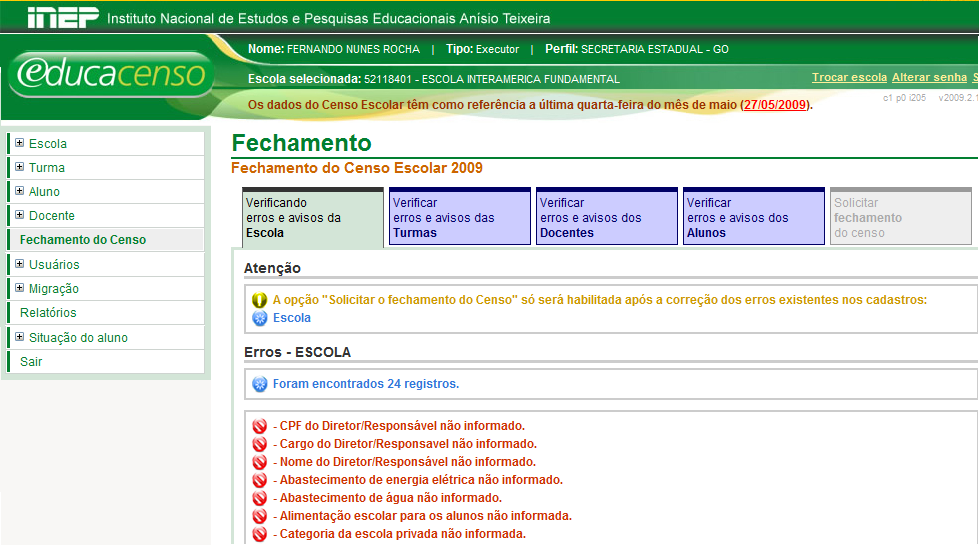 INEP Instituto Nacional de Estudos e Pesquisas Educacionais Anísio Teixeira
educacenso
Nome: FERNANDO NUNES ROCHA | Tipo: Executor | Perfil: SECRETARIA ESTADUAL - GO
Escola selecionada: 52118401 - ESCOLA INTERAMERICA FUNDAMENTAL
Trocar escola Alterar senha S
Os dados do Censo Escolar têm como referência a última quarta-feira do mês de maio (27/05/2009).
c1 p0 i205 v2009.2.1
Escola
Turma
Aluno
Docente
Fechamento do Censo
Usuários
Migração
Relatórios
Situação do aluno
Sair
Fechamento
Fechamento do Censo Escolar 2009
Verificando
erros e avisos da
Escola
Verificar
erros e avisos das
Turmas
Verificar
erros e avisos dos
Docentes
Verificar
erros e avisos dos
Alunos
Solicitar
fechamento
do censo
Atenção
A opção "Solicitar o fechamento do Censo" só será habilitada após a correção dos erros existentes nos cadastros:
Escola
Erros - ESCOLA
Foram encontrados 24 registros.
- CPF do Diretor/Responsável não informado.
- Cargo do Diretor/Responsavel não informado.
- Nome do Diretor/Responsável não informado.
- Abastecimento de energia elétrica não informado.
- Abastecimento de água não informado.
- Alimentação escolar para os alunos não informada.
- Categoria da escola privada não informada.